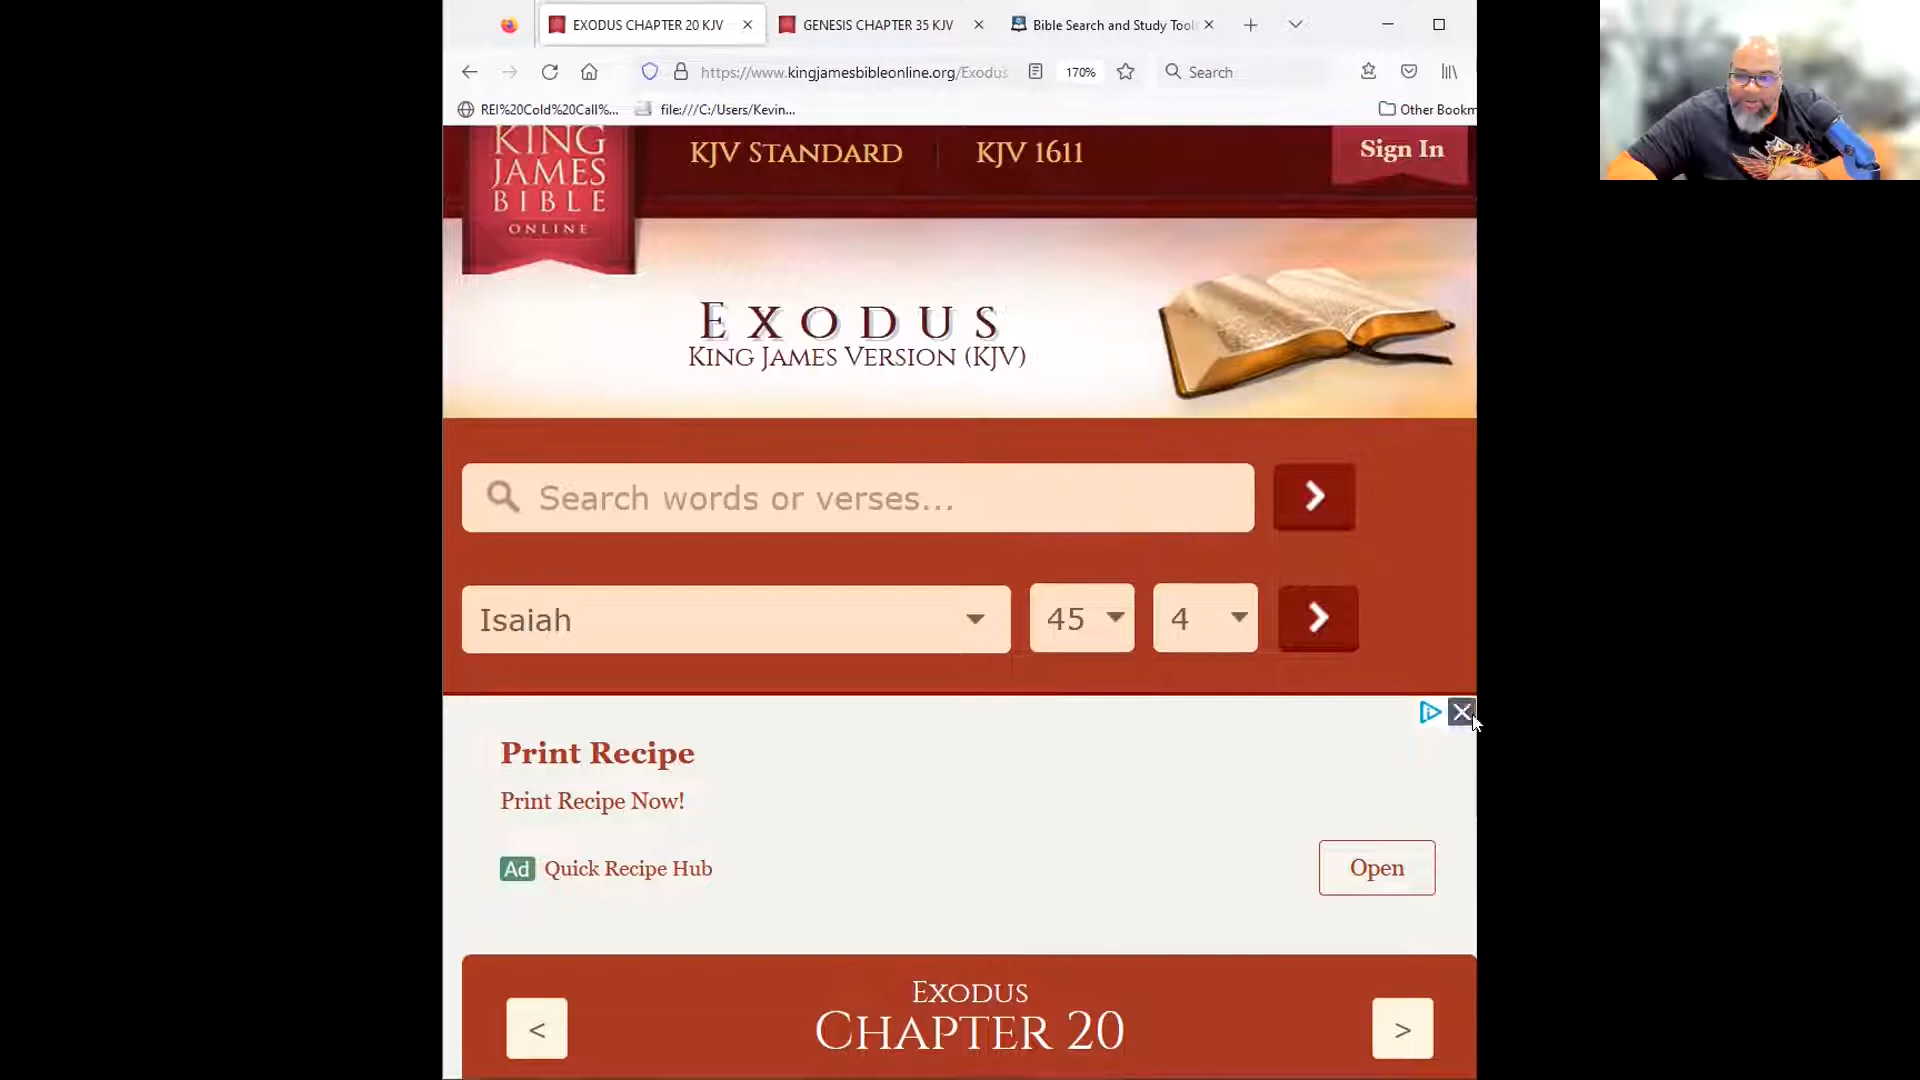 EXODUS CHAPTER 20 KJV
GENESIS CHAPTER 35 KJV
Bible Search and Study Tool
https://www.kingjamesbibleonline.org/Exodus
170%
Search
REI%20Cold%20Call%...
file:///C:/Users/Kevin...
Other Bookm
KING
JAMES
BIBLE
ONLINE
KJV STANDARD
KJV 1611
Sign In
EXODUS
KING JAMES VERSION (KJV)
Search words or verses...
Isaiah
45
4
Print Recipe
Print Recipe Now!
Ad Quick Recipe Hub
Open
EXODUS
CHAPTER 20
<
>